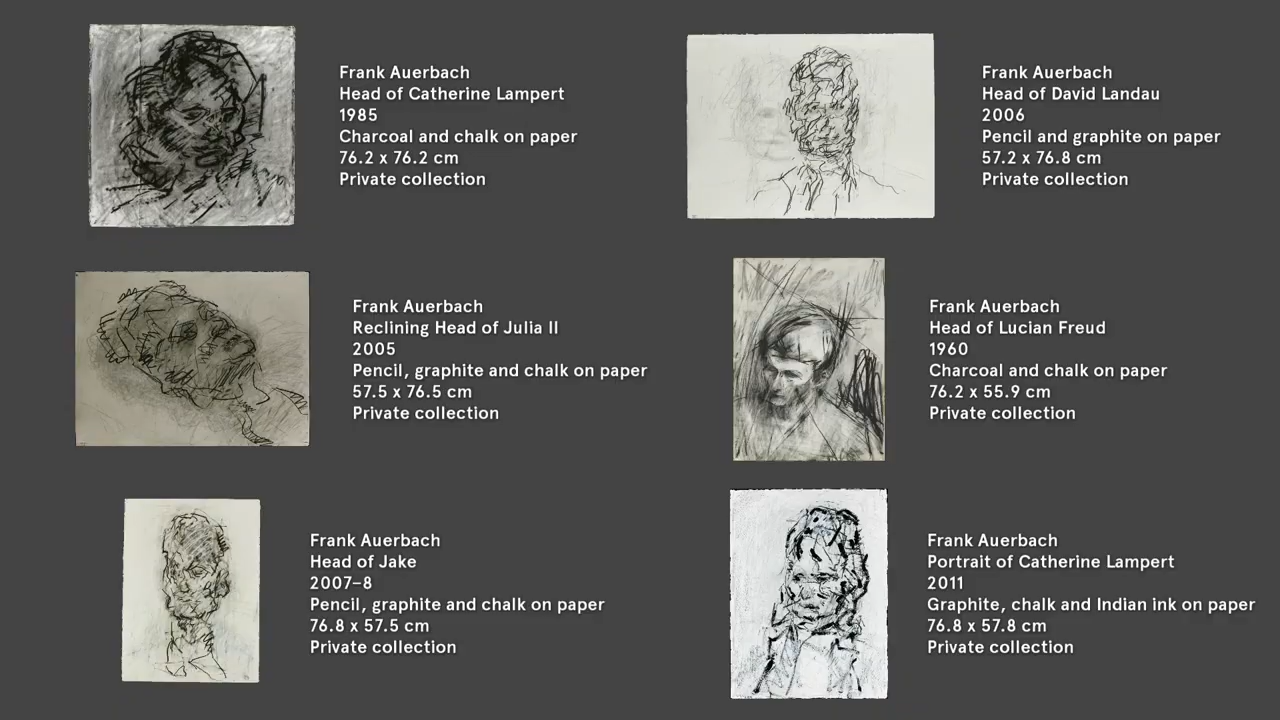 Frank Auerbach
Head of Catherine Lampert
1985
Charcoal and chalk on paper
76.2 x 76.2 cm
Private collection
Frank Auerbach
Head of David Landau
2006
Pencil and graphite on paper
57.2 x 76.8 cm
Private collection
Frank Auerbach
Reclining Head of Julia II
2005
Pencil, graphite and chalk on paper
57.5 x 76.5 cm
Private collection
Frank Auerbach
Head of Lucian Freud
1960
Charcoal and chalk on paper
76.2 x 55.9 cm
Private collection
Frank Auerbach
Head of Jake
2007–8
Pencil, graphite and chalk on paper
76.8 x 57.5 cm
Private collection
Frank Auerbach
Portrait of Catherine Lampert
2011
Graphite, chalk and Indian ink on paper
76.8 x 57.8 cm
Private collection